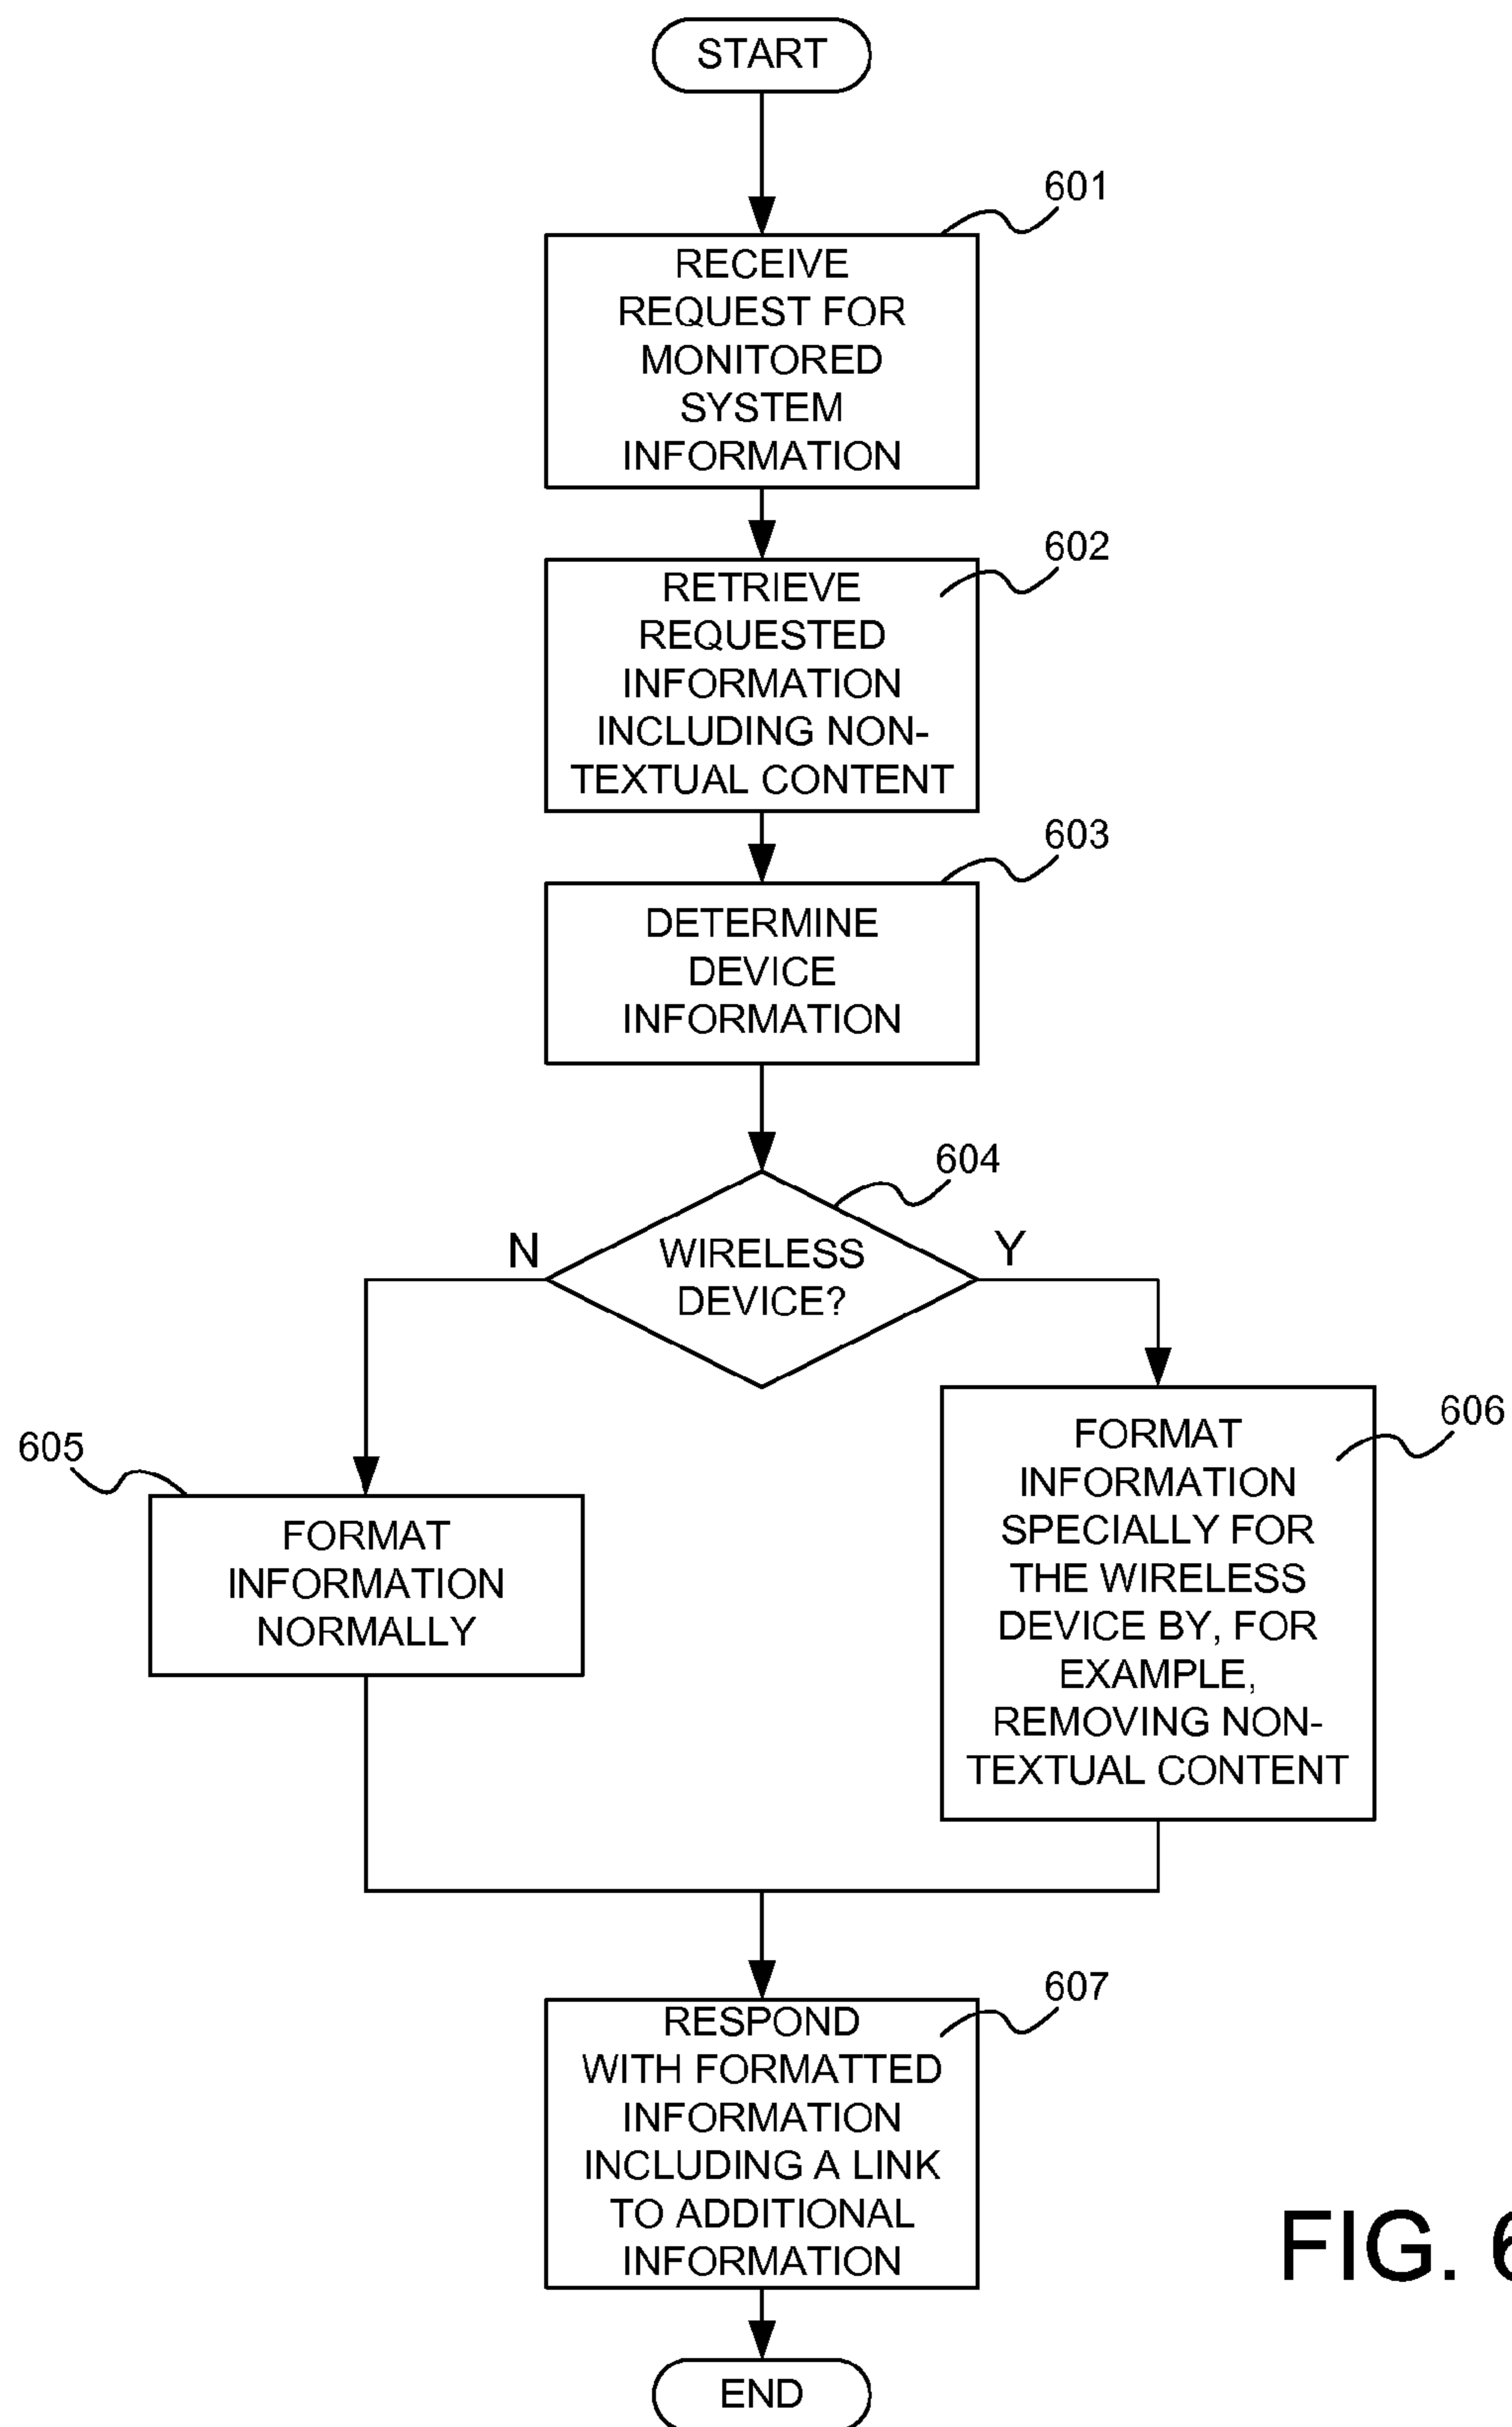 START
601
RECEIVE
REQUEST FOR
MONITORED
SYSTEM
INFORMATION
602
RETRIEVE
REQUESTED
INFORMATION
INCLUDING NON-
TEXTUAL CONTENT
603
DETERMINE
DEVICE
INFORMATION
604
N
WIRELESS
DEVICE?
Y
605
FORMAT
INFORMATION
NORMALLY
606
FORMAT
INFORMATION
SPECIALLY FOR
THE WIRELESS
DEVICE BY, FOR
EXAMPLE,
REMOVING NON-
TEXTUAL CONTENT
607
RESPOND
WITH FORMATTED
INFORMATION
INCLUDING A LINK
TO ADDITIONAL
INFORMATION
FIG. 6
END